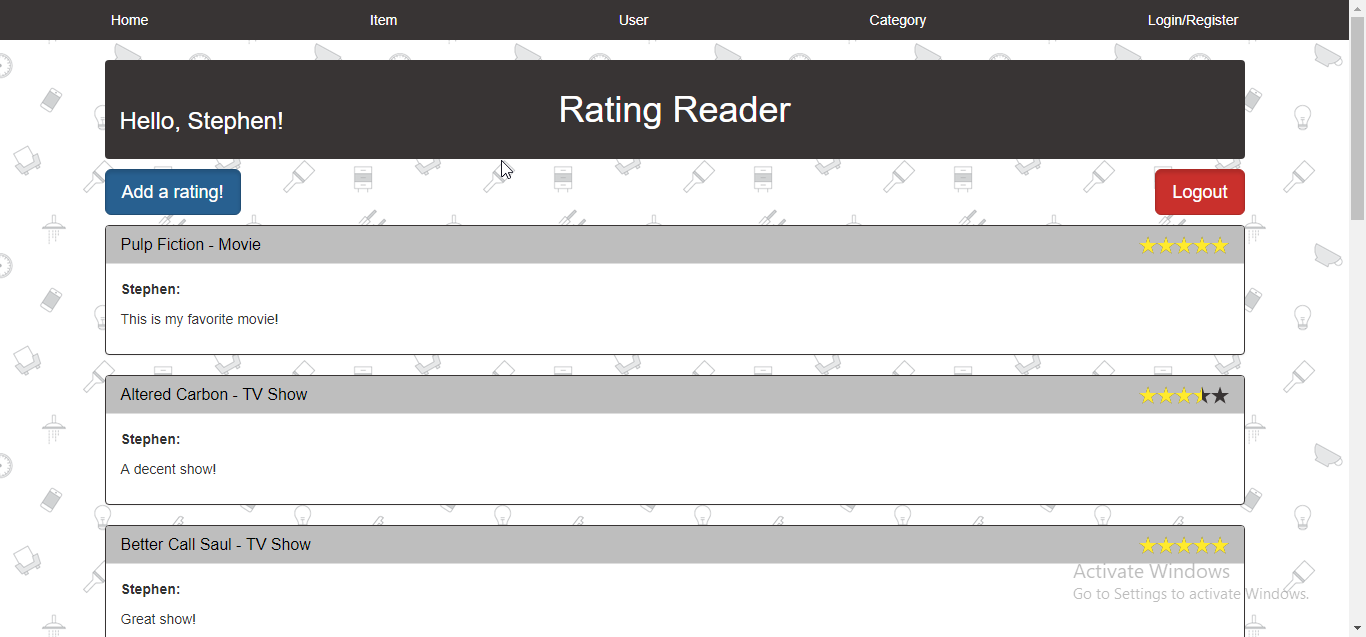 Home Item User Category Login/Register
Rating Reader
Hello, Stephen!
Add a rating! Logout
Pulp Fiction - Movie
Stephen:
This is my favorite movie!
Altered Carbon - TV Show
Stephen:
A decent show!
Better Call Saul - TV Show
Stephen:
Great show!
Activate Windows
Go to Settings to activate Windows.